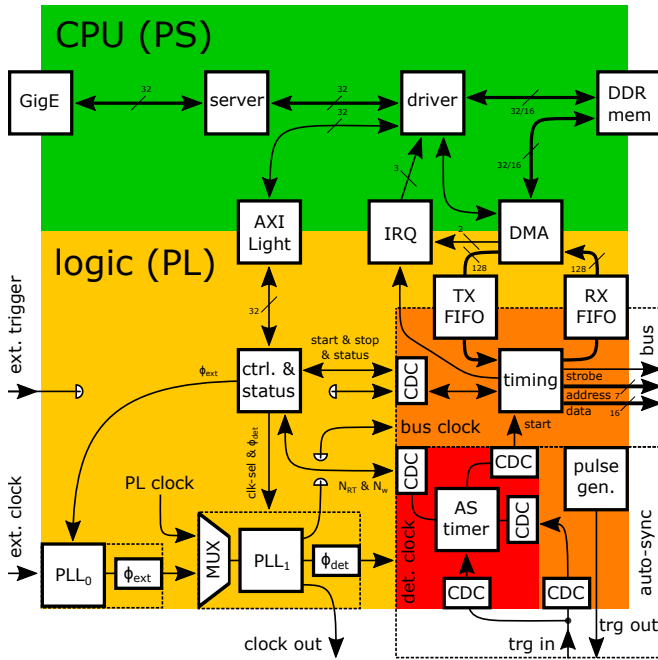 CPU (PS)
GigE
32
server
32
32
driver
32/16
DDR
mem
3
32/16
AXI
Light
IRQ
2
DMA
logic (PL)
128
128
TX
FIFO
RX
FIFO
32
ext. trigger
bus
start & stop
& status
ϕext
ctrl. &
status
CDC
timing
strobe
address 7
data 16
start
bus clock
clk-sel & ϕdet
NRT & Nw
CDC
CDC
pulse
gen.
PL clock
AS
timer
CDC
ext. clock
MUX
PLL1
ϕdet
PLL0
ϕext
det. clock
auto-sync
CDC
CDC
trg out
clock out
trg in